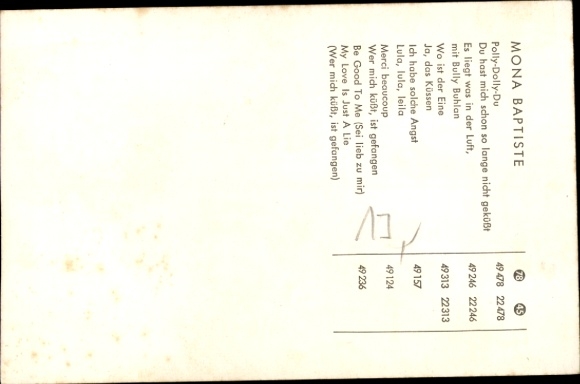 MONA BAPTISTE 78 45
Polly-Dolly-Du 49 478 22 478
Du hast mich schon so lange nicht geküßt
Es liegt was in der Luft, 49 246 22 246
mit Bully Buhlan
Wo ist der Eine 49 313 22 313
Ja, das Küssen
Ich habe solche Angst 49 157
Lula, lula, leila
Merci beaucoup 49 124
Wer mich küßt, ist gefangen
Be Good To Me (Sei lieb zu mir) 49 236
My Love Is Just A Lie
(Wer mich küßt, ist gefangen)